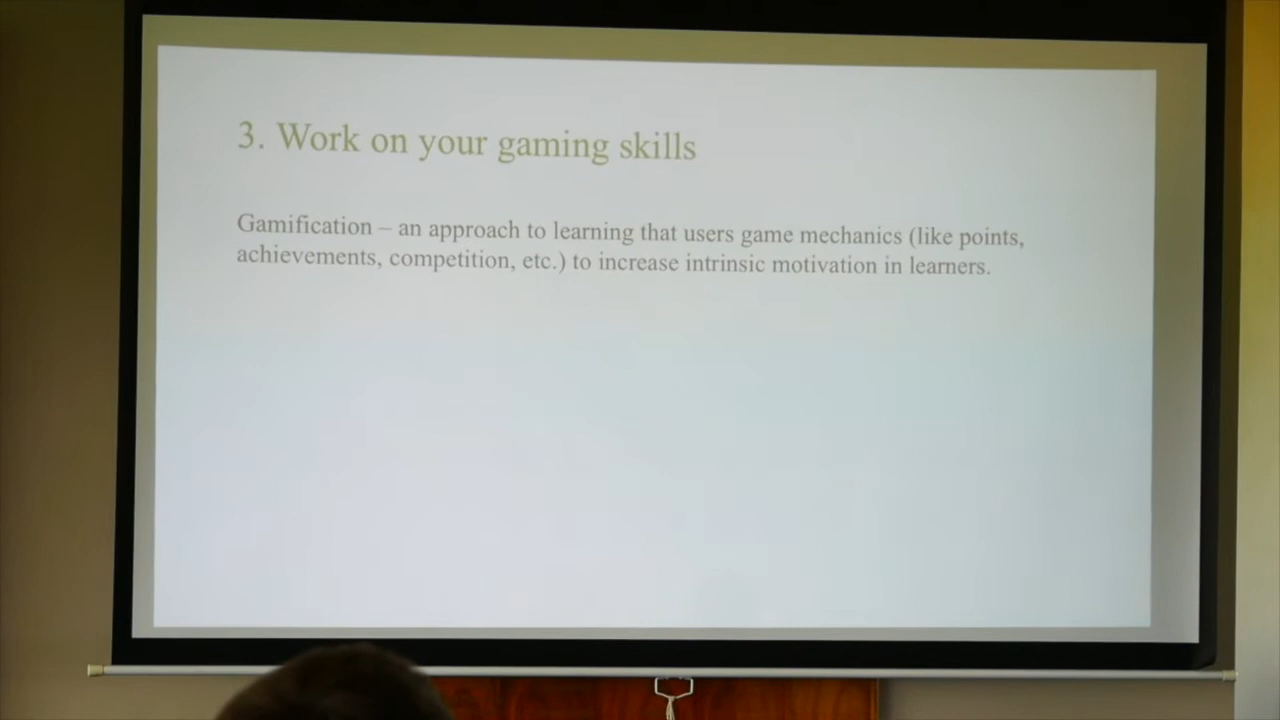 3. Work on your gaming skills
Gamification – an approach to learning that users game mechanics (like points,
achievements, competition, etc.) to increase intrinsic motivation in learners.